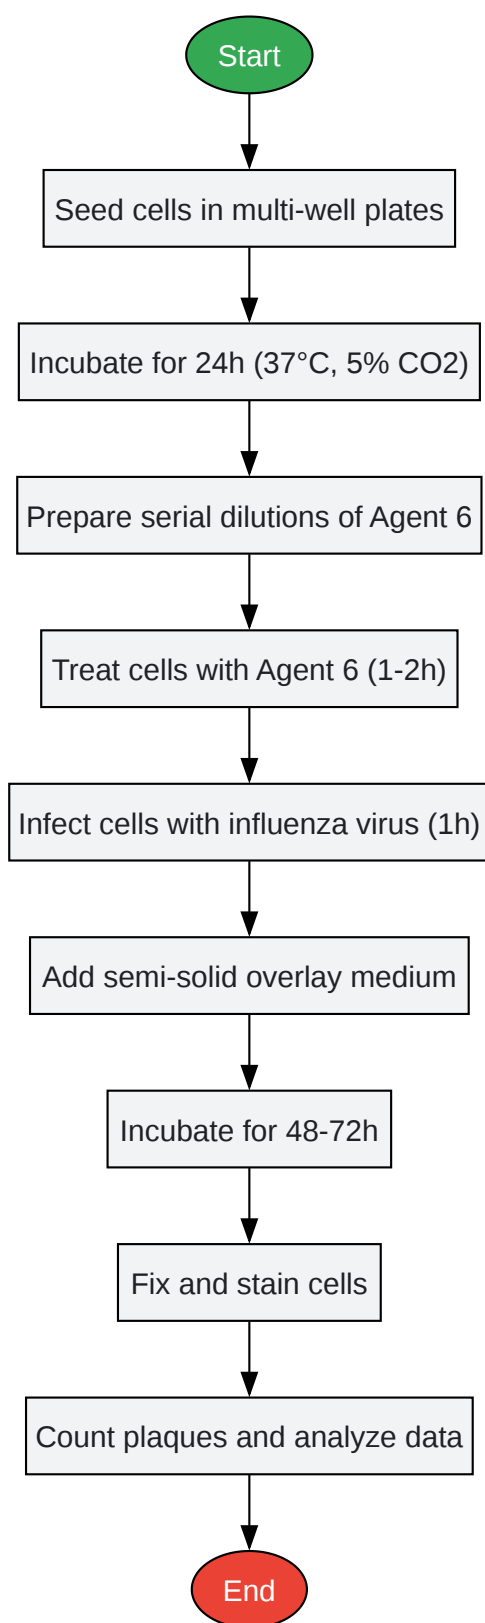 Start
Seed cells in multi-well plates
Incubate for 24h (37°C, 5% CO2)
Prepare serial dilutions of Agent 6
Treat cells with Agent 6 (1-2h)
Infect cells with influenza virus (1h)
Add semi-solid overlay medium
Incubate for 48-72h
Fix and stain cells
Count plaques and analyze data
End